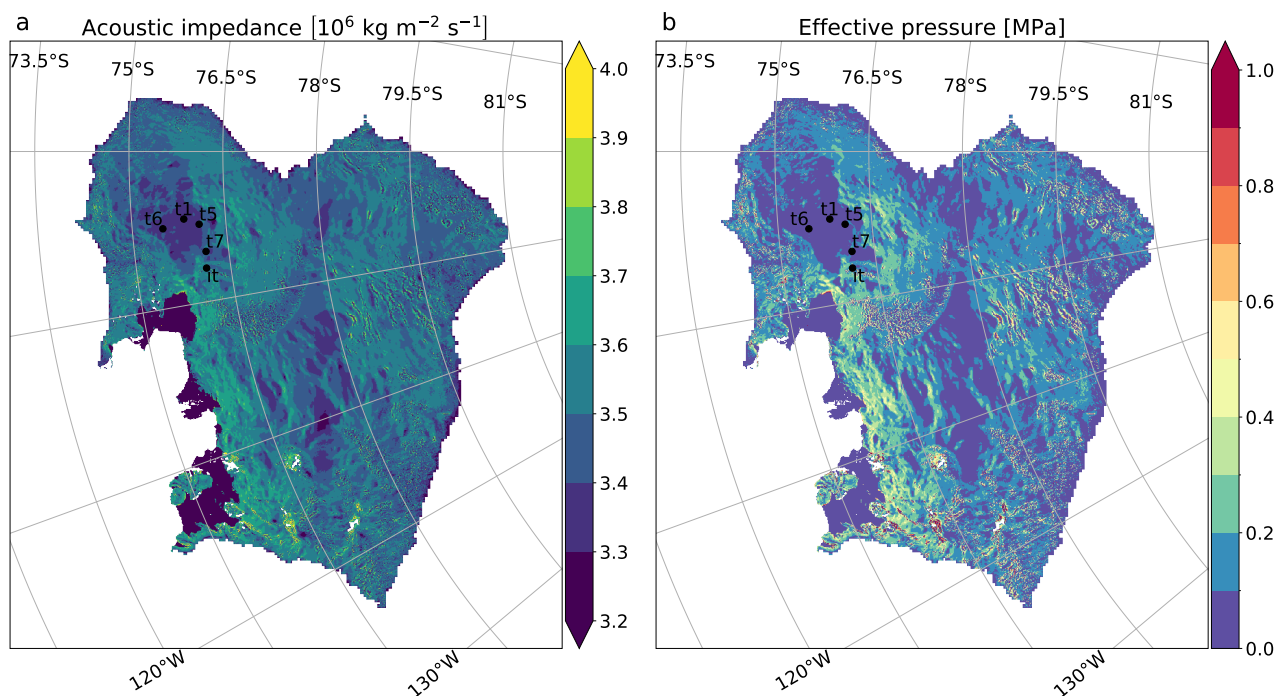 a
Acoustic impedance [10⁶ kg m⁻² s⁻¹]
73.5°S
75°S
76.5°S
78°S
79.5°S
81°S
t6
t1
t5
t7
it
120°W
130°W
4.0
3.9
3.8
3.7
3.6
3.5
3.4
3.3
3.2
b
Effective pressure [MPa]
73.5°S
75°S
76.5°S
78°S
79.5°S
81°S
t6
t1
t5
t7
it
120°W
130°W
1.0
0.8
0.6
0.4
0.2
0.0